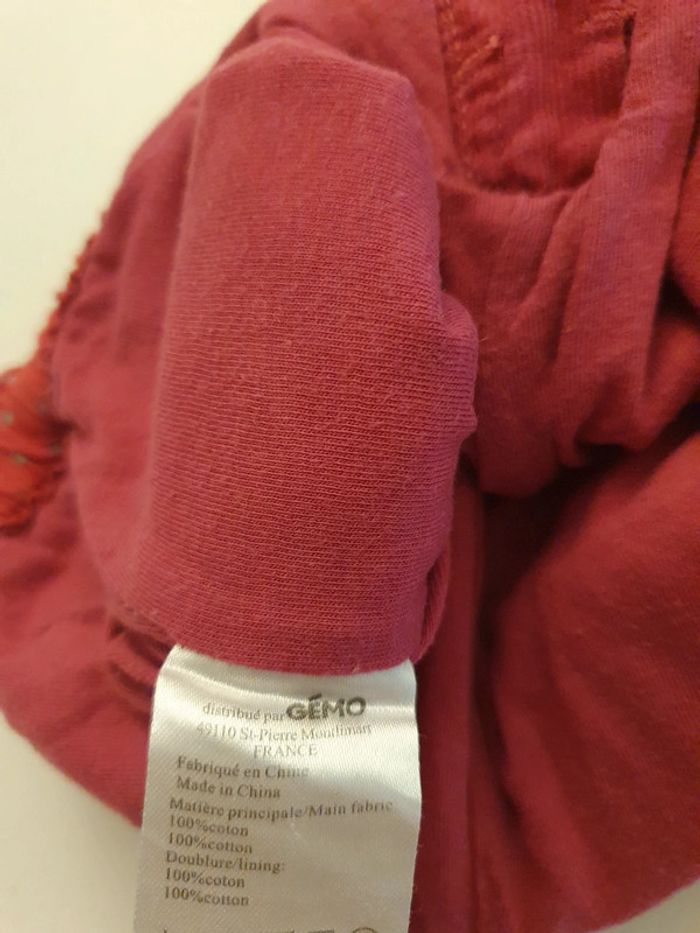 distribué par GÉMO
49110 St-Pierre Montlimart
FRANCE
Fabriqué en Chine
Made in China
Matière principale/Main fabric
100%coton
100%cotton
Doublure/lining:
100%coton
100%cotton